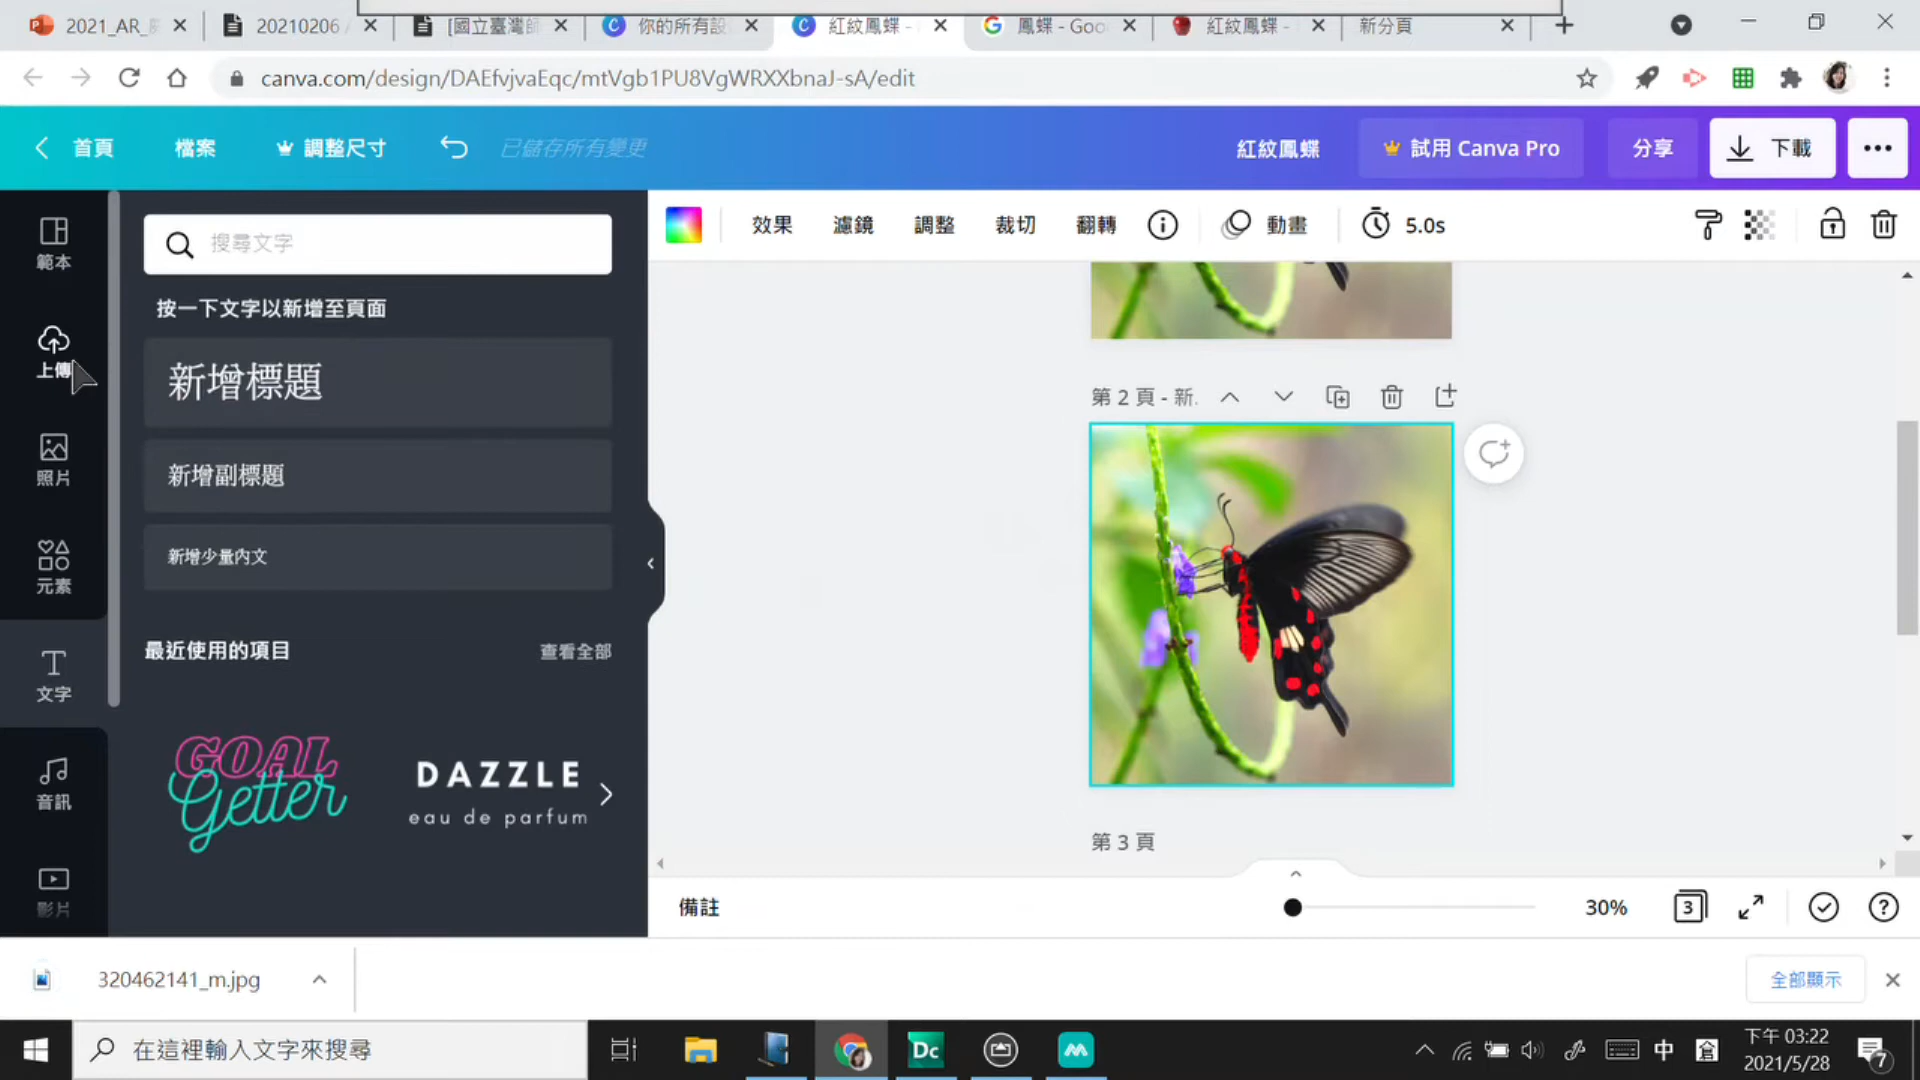 2021_AR_
20210206
[國立臺灣師
你的所有設
紅紋鳳蝶 -
鳳蝶 - Goo
紅紋鳳蝶 -
新分頁
canva.com/design/DAEfvjvaEqc/mtVgb1PU8VgWRXXbnaJ-sA/edit
首頁
檔案
調整尺寸
已儲存所有變更
紅紋鳳蝶
試用 Canva Pro
分享
下載
範本
上傳
照片
元素
文字
音訊
影片
搜尋文字
按一下文字以新增至頁面
新增標題
新增副標題
新增少量內文
最近使用的項目
查看全部
GOAL
Getter
DAZZLE
eau de parfum
效果
濾鏡
調整
裁切
翻轉
動畫
5.0s
第 2 頁 - 新.
第 3 頁
備註
30%
3
320462141_m.jpg
全部顯示
在這裡輸入文字來搜尋
Dc
中
倉
下午 03:22
2021/5/28
7